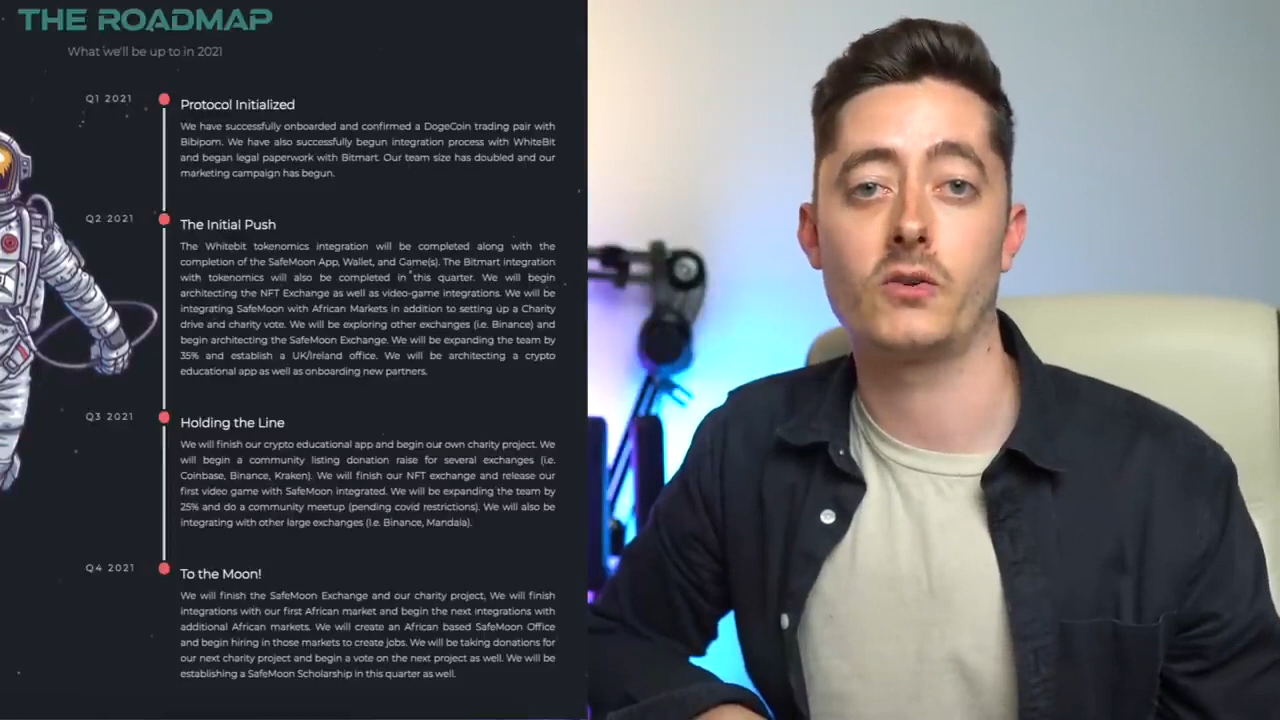 THE ROADMAP
What we'll be up to in 2021
Q1 2021
Protocol Initialized
We have successfully onboarded and confirmed a DogeCoin trading pair with
Bibipom. We have also successfully begun integration process with WhiteBit
and began legal paperwork with Bitmart. Our team size has doubled and our
marketing campaign has begun.
Q2 2021
The Initial Push
The Whitebit tokenomics integration will be completed along with the
completion of the SafeMoon App, Wallet, and Game(s). The Bitmart integration
with tokenomics will also be completed in this quarter. We will begin
architecting the NFT Exchange as well as video-game integrations. We will be
integrating SafeMoon with African Markets in addition to setting up a Charity
drive and charity vote. We will be exploring other exchanges (i.e. Binance) and
begin architecting the SafeMoon Exchange. We will be expanding the team by
35% and establish a UK/Ireland office. We will be architecting a crypto
educational app as well as onboarding new partners.
Q3 2021
Holding the Line
We will finish our crypto educational app and begin our own charity project. We
will begin a community listing donation raise for several exchanges (i.e.
Coinbase, Binance, Kraken). We will finish our NFT exchange and release our
first video game with SafeMoon integrated. We will be expanding the team by
25% and do a community meetup (pending covid restrictions). We will also be
integrating with other large exchanges (I.e. Binance, Mandala).
Q4 2021
To the Moon!
We will finish the SafeMoon Exchange and our charity project, We will finish
integrations with our first African market and begin the next integrations with
additional African markets. We will create an African based SafeMoon Office
and begin hiring in those markets to create jobs. We will be taking donations for
our next charity project and begin a vote on the next project as well. We will be
establishing a SafeMoon Scholarship in this quarter as well.